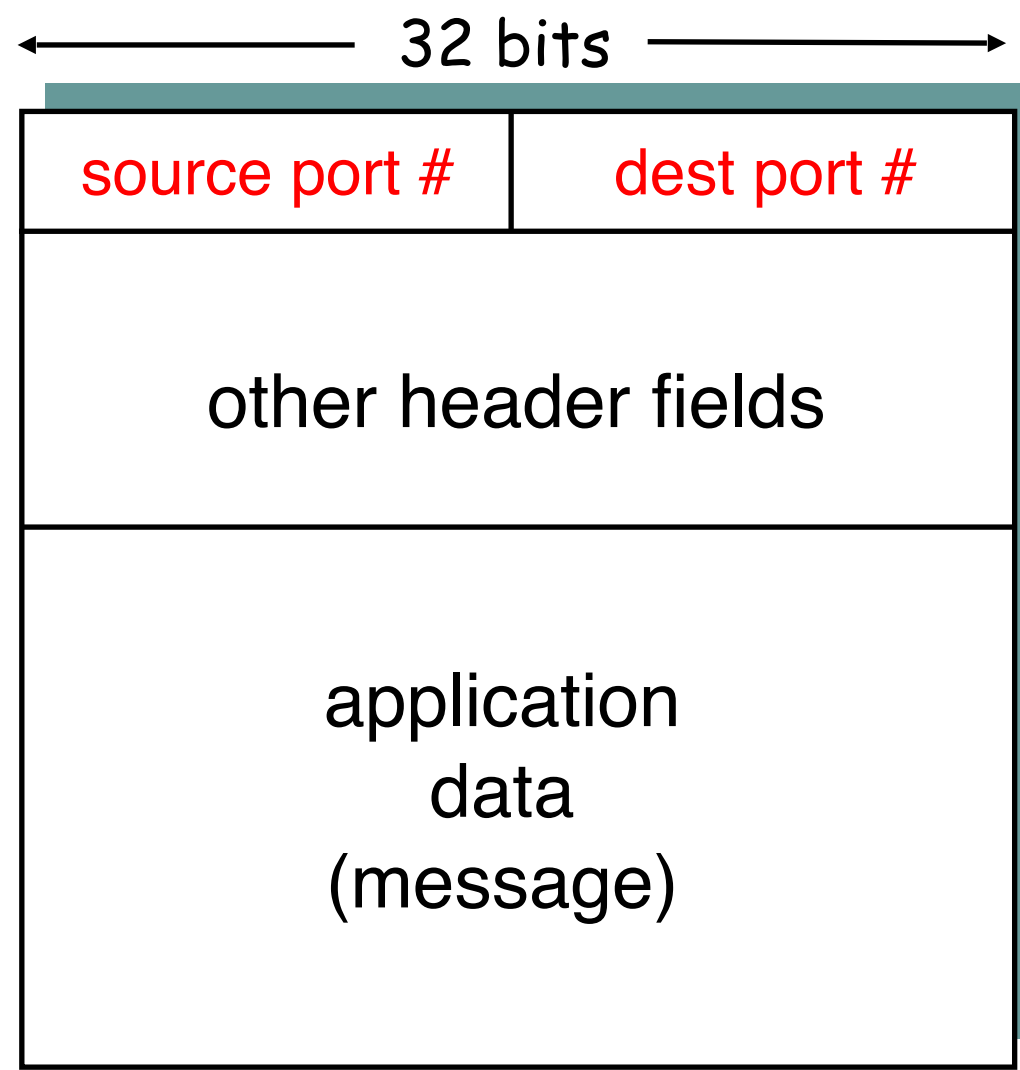 32 bits
source port # dest port #
other header fields
application
data
(message)